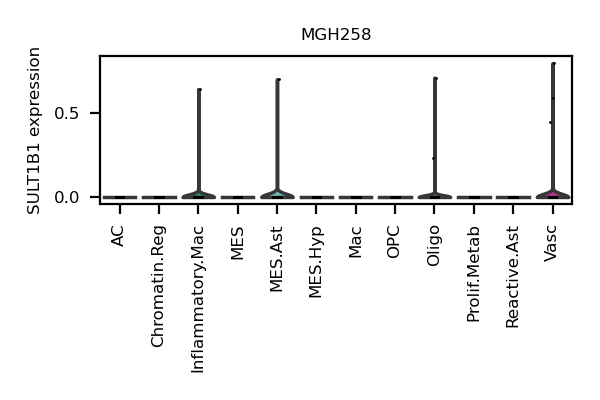 MGH258
SULT1B1 expression
0.5
0.0
AC
Chromatin.Reg
Inflammatory.Mac
MES
MES.Ast
MES.Hyp
Mac
OPC
Oligo
Prolif.Metab
Reactive.Ast
Vasc